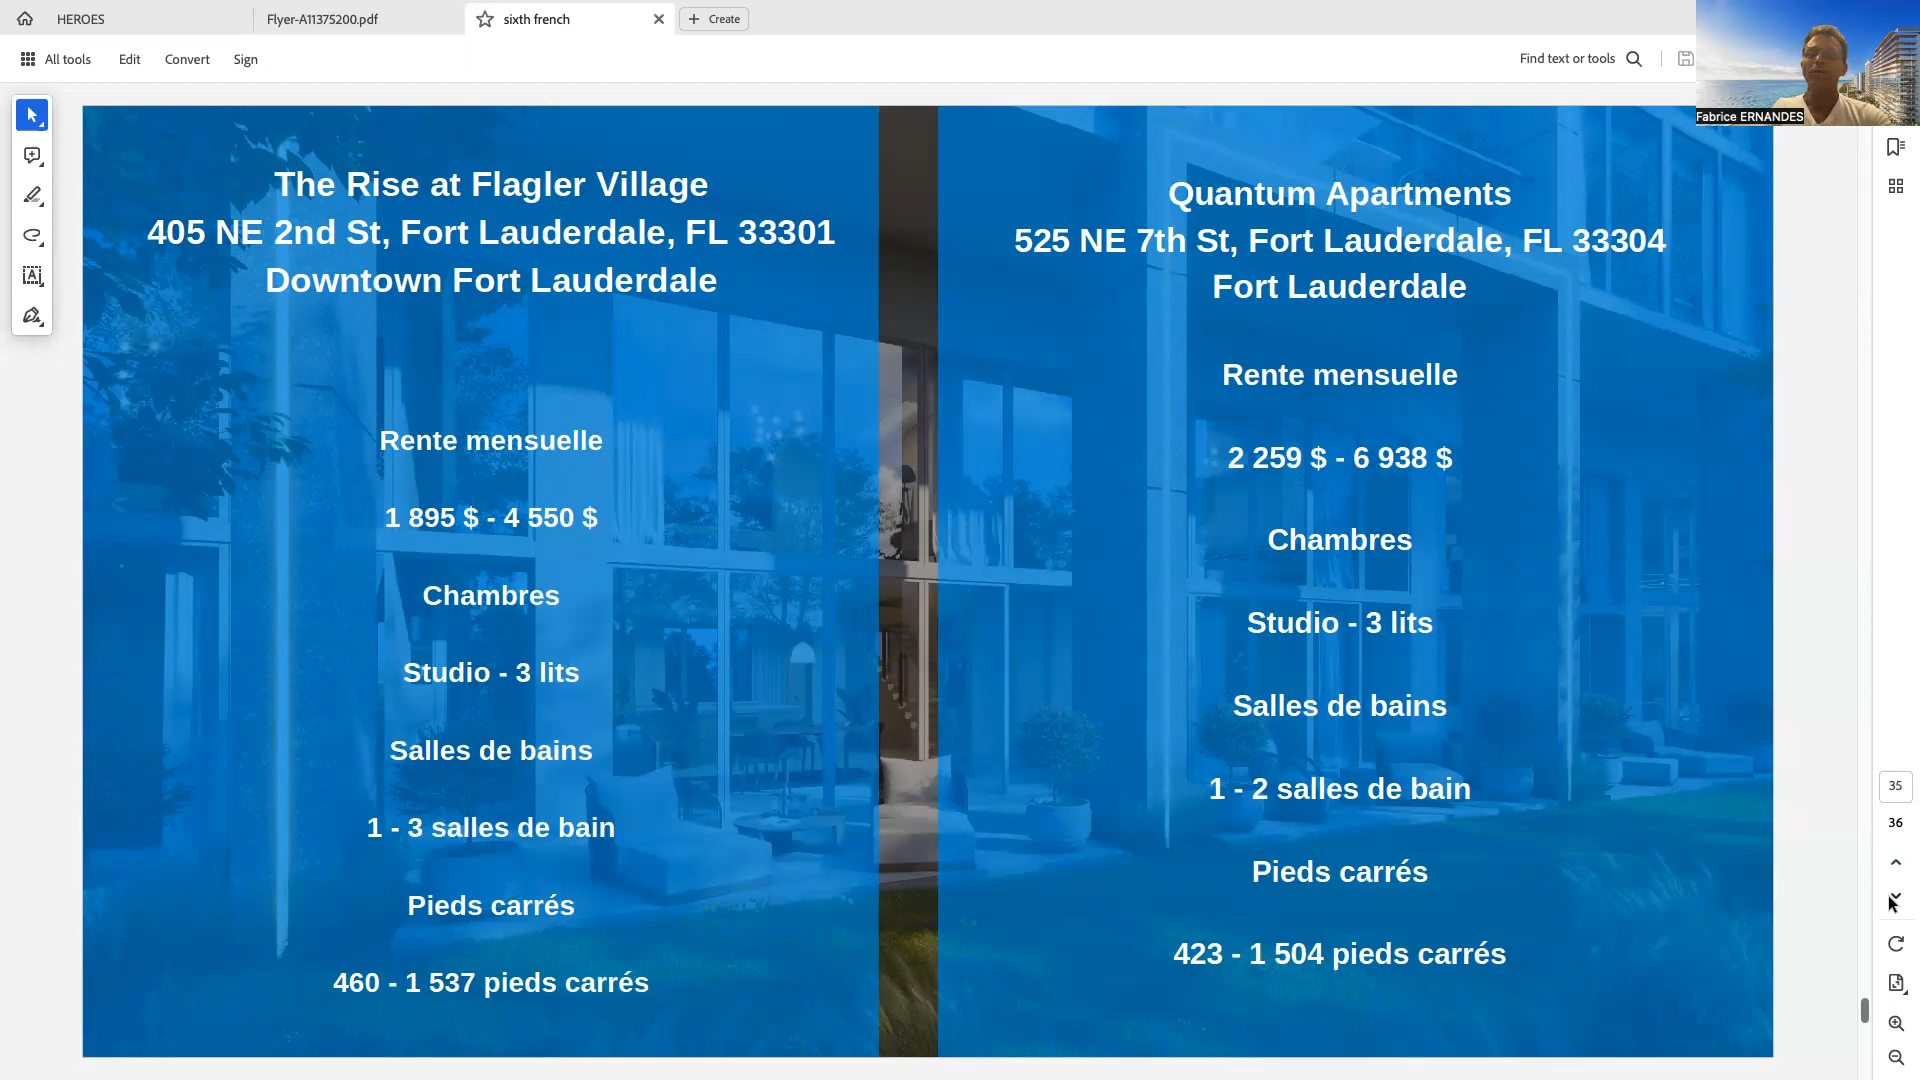 HEROES
Flyer-A11375200.pdf
sixth french
Create
All tools
Edit
Convert
Sign
Find text or tools
Fabrice ERNANDES
The Rise at Flagler Village
405 NE 2nd St, Fort Lauderdale, FL 33301
Downtown Fort Lauderdale
Rente mensuelle
1 895 $ - 4 550 $
Chambres
Studio - 3 lits
Salles de bains
1 - 3 salles de bain
Pieds carrés
460 - 1 537 pieds carrés
Quantum Apartments
525 NE 7th St, Fort Lauderdale, FL 33304
Fort Lauderdale
Rente mensuelle
2 259 $ - 6 938 $
Chambres
Studio - 3 lits
Salles de bains
1 - 2 salles de bain
Pieds carrés
423 - 1 504 pieds carrés
35
36